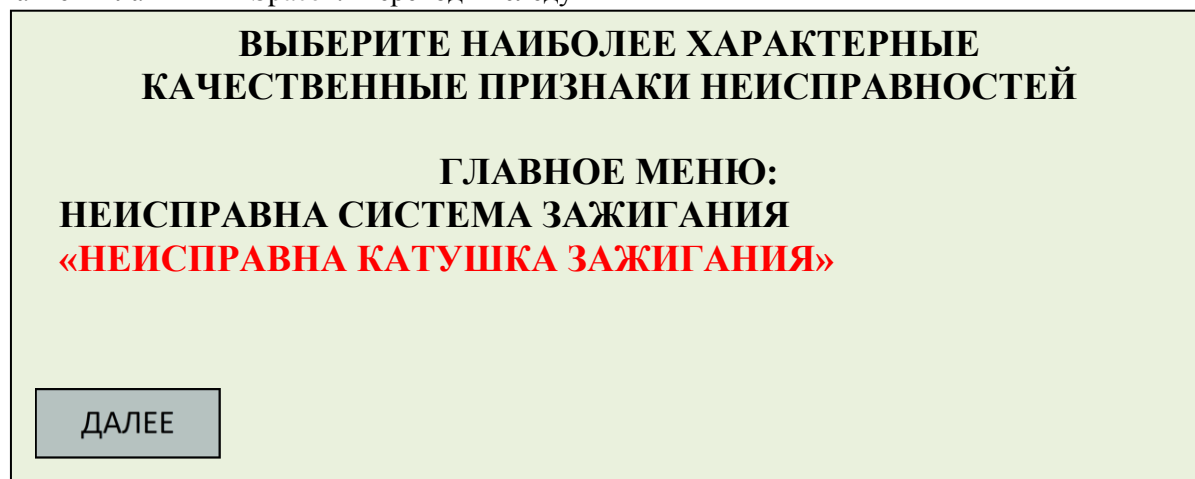 ВЫБЕРИТЕ НАИБОЛЕЕ ХАРАКТЕРНЫЕ
КАЧЕСТВЕННЫЕ ПРИЗНАКИ НЕИСПРАВНОСТЕЙ
ГЛАВНОЕ МЕНЮ:
НЕИСПРАВНА СИСТЕМА ЗАЖИГАНИЯ
«НЕИСПРАВНА КАТУШКА ЗАЖИГАНИЯ»
ДАЛЕЕ